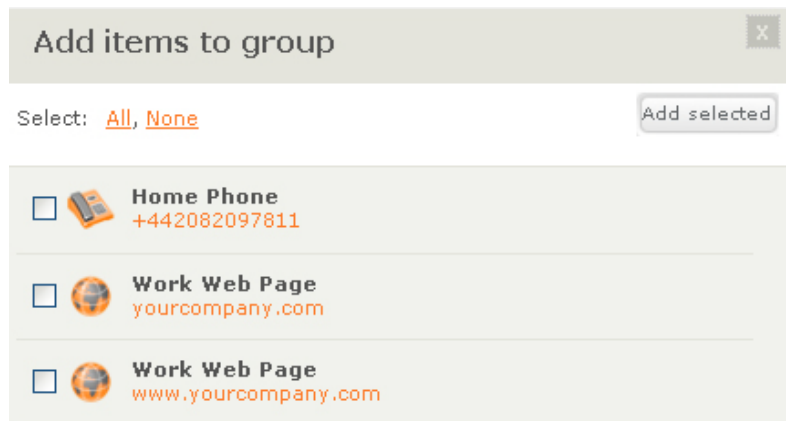 Add items to group
x
Select: All, None
Add selected
Home Phone
+442082097811
Work Web Page
yourcompany.com
Work Web Page
www.yourcompany.com